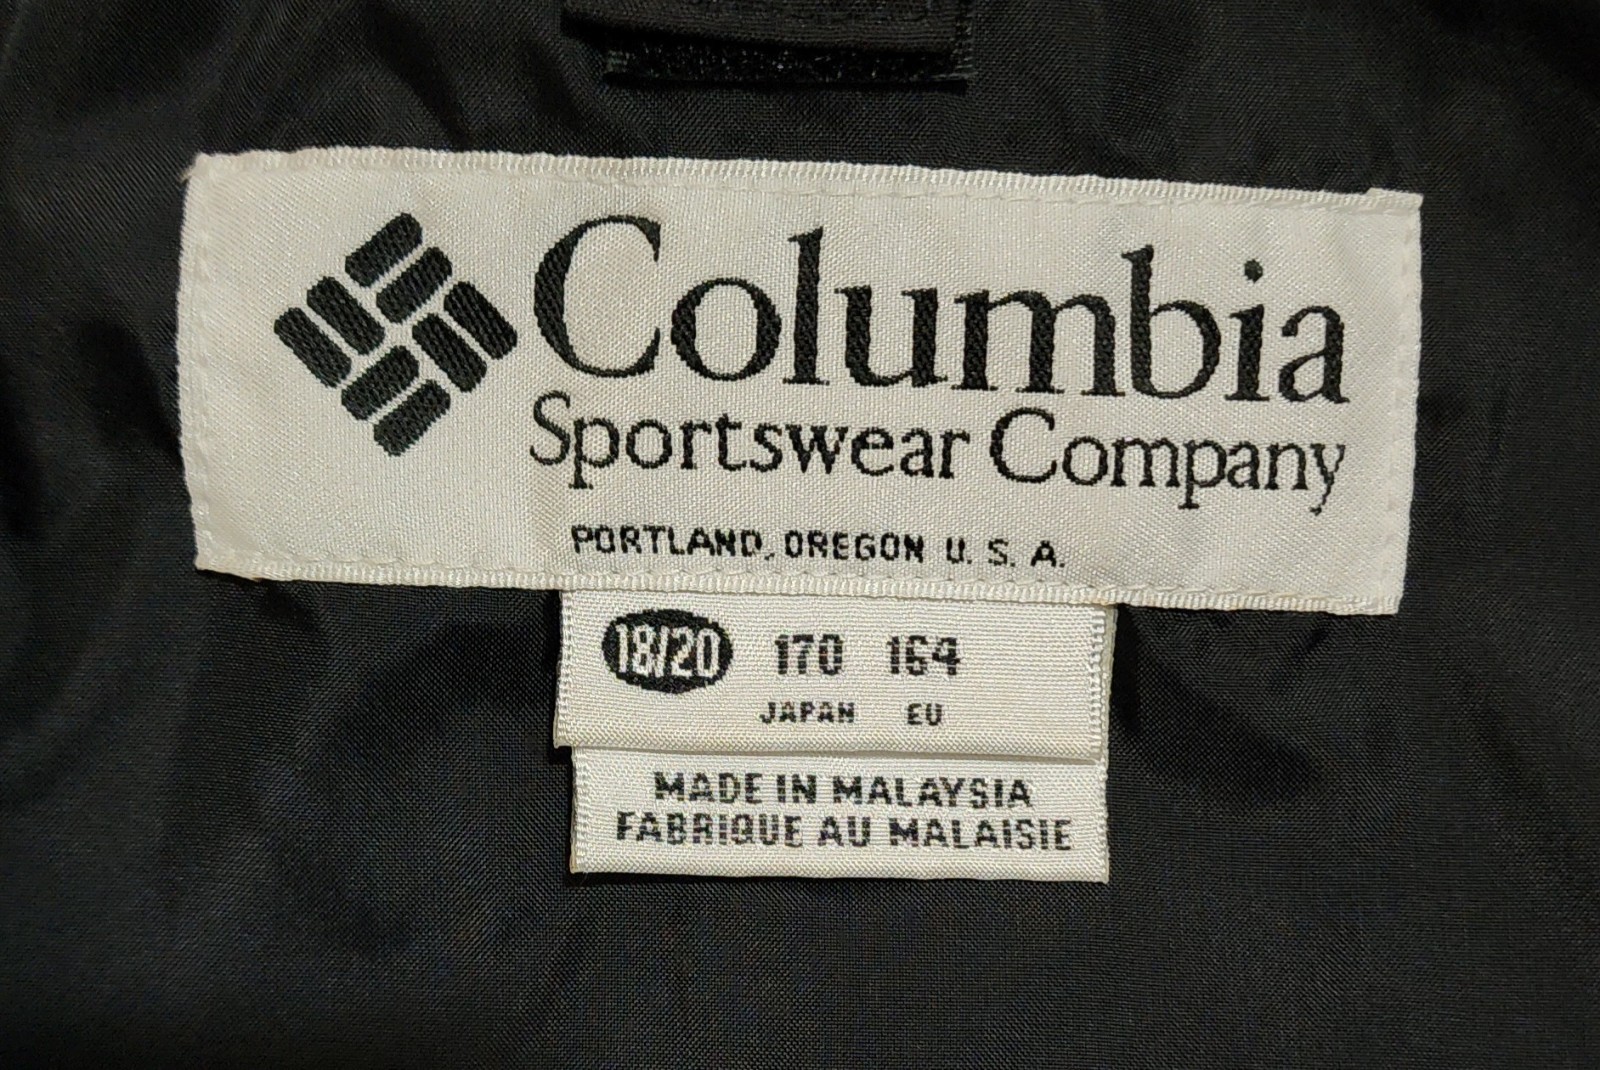 Columbia
Sportswear Company
PORTLAND, OREGON U. S. A.
18/20 170 164
JAPAN EU
MADE IN MALAYSIA
FABRIQUE AU MALAISIE